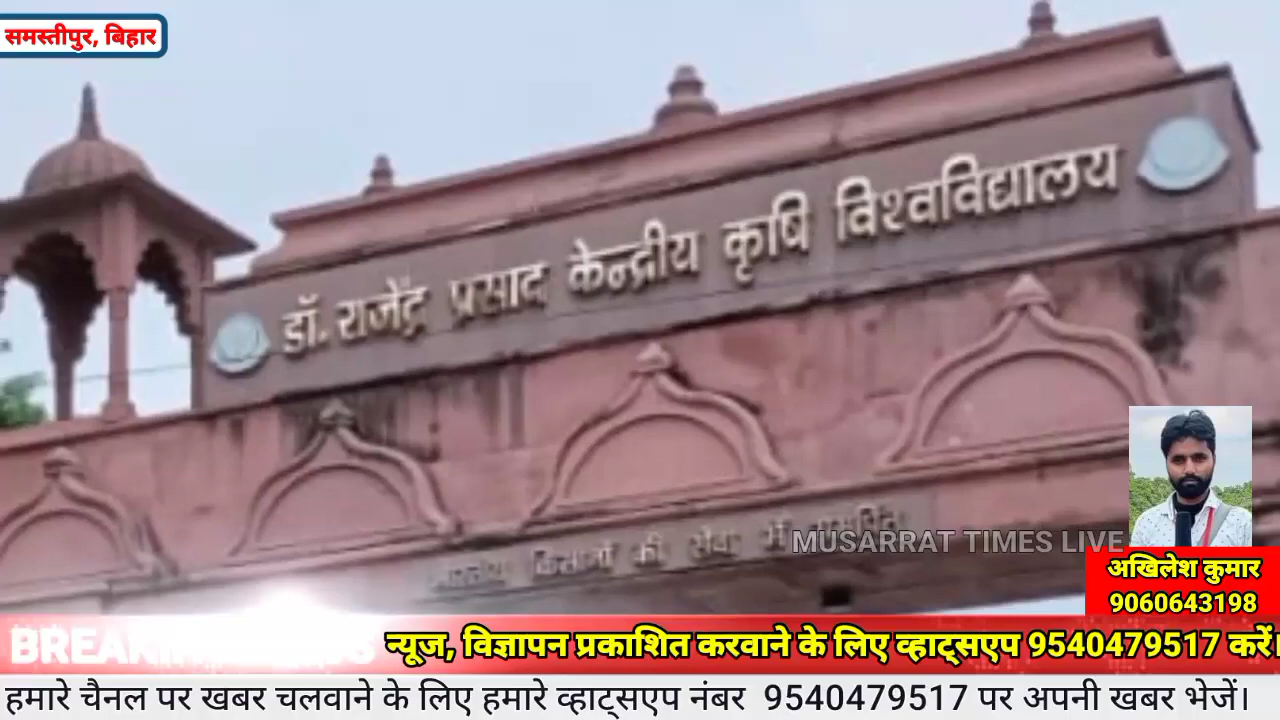 समस्तीपुर, बिहार
डॉ. राजेंद्र प्रसाद केन्द्रीय कृषि विश्वविद्यालय
किसानों की सेवा में
MUSARRAT TIMES LIVE
अखिलेश कुमार
9060643198
न्यूज, विज्ञापन प्रकाशित करवाने के लिए व्हाट्सएप 9540479517 करें।
हमारे चैनल पर खबर चलवाने के लिए हमारे व्हाट्सएप नंबर 9540479517 पर अपनी खबर भेजें।